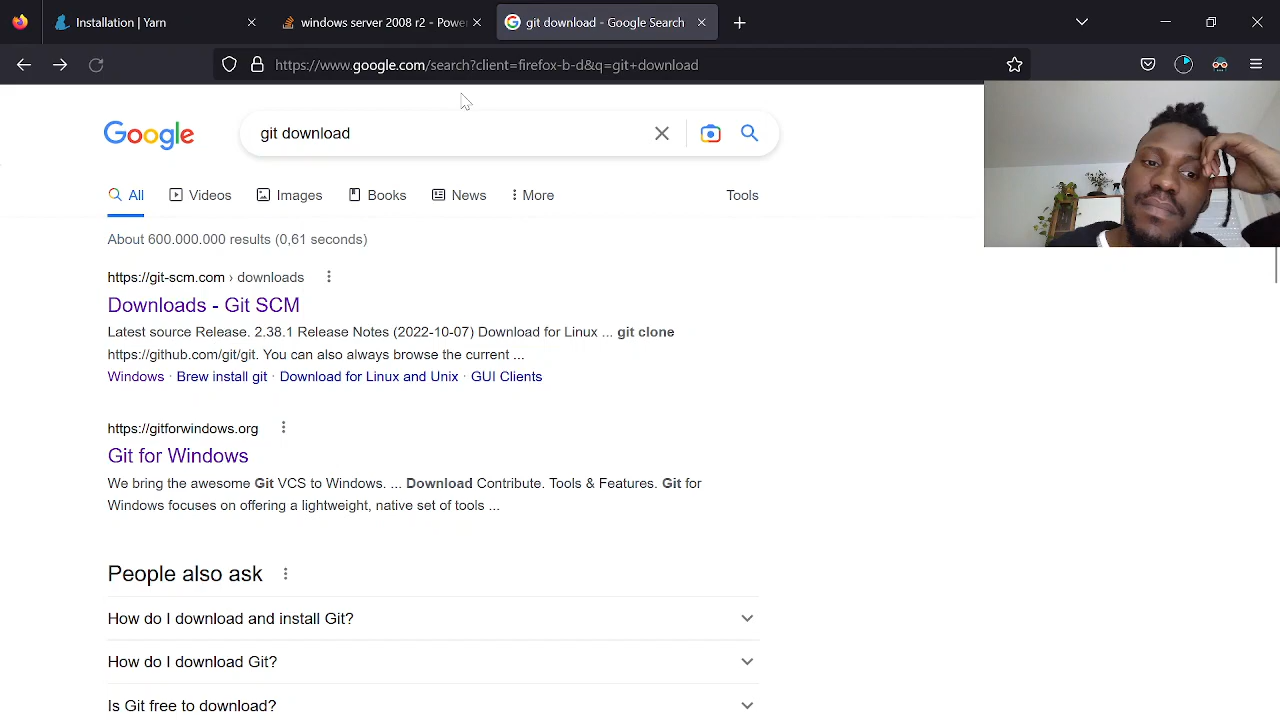 Installation | Yarn
windows server 2008 r2 - Power
git download - Google Search
https://www.google.com/search?client=firefox-b-d&q=git+download
Google
git download
All
Videos
Images
Books
News
More
Tools
About 600.000.000 results (0,61 seconds)
https://git-scm.com › downloads
Downloads - Git SCM
Latest source Release. 2.38.1 Release Notes (2022-10-07) Download for Linux ... git clone
https://github.com/git/git. You can also always browse the current ...
Windows · Brew install git · Download for Linux and Unix · GUI Clients
https://gitforwindows.org
Git for Windows
We bring the awesome Git VCS to Windows. ... Download Contribute. Tools & Features. Git for
Windows focuses on offering a lightweight, native set of tools ...
People also ask
How do I download and install Git?
How do I download Git?
Is Git free to download?